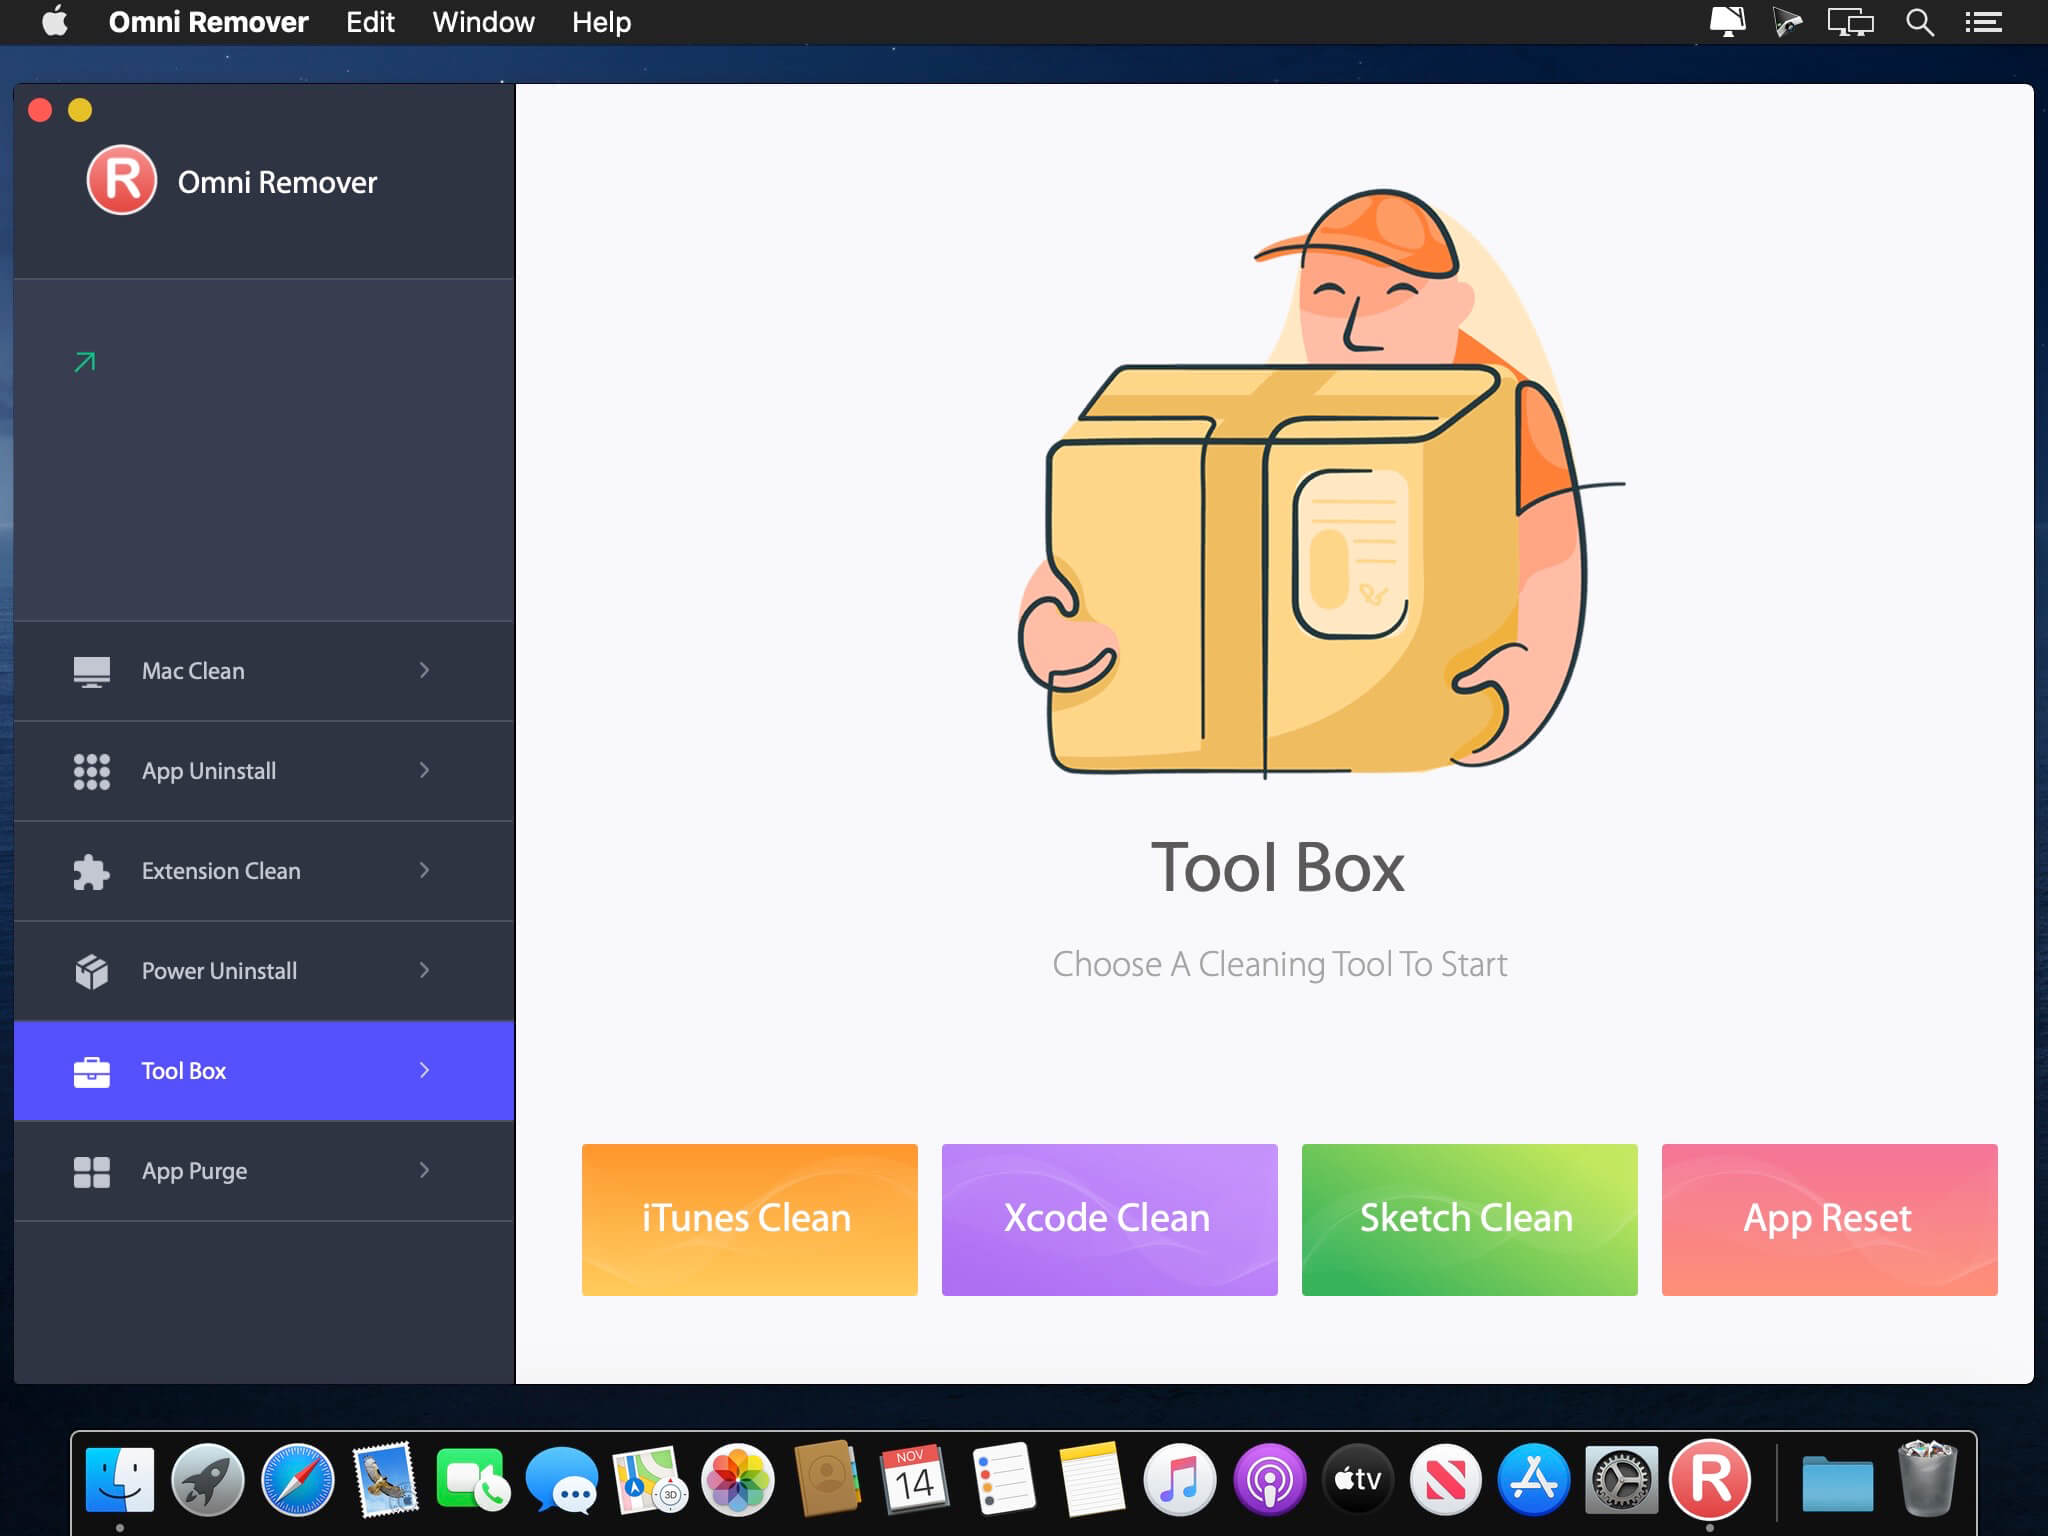 Omni Remover Edit Window Help
R Omni Remover
Mac Clean
App Uninstall
Extension Clean
Power Uninstall
Tool Box
App Purge
Tool Box
Choose A Cleaning Tool To Start
iTunes Clean
Xcode Clean
Sketch Clean
App Reset
3D
NOV
14
tv
R